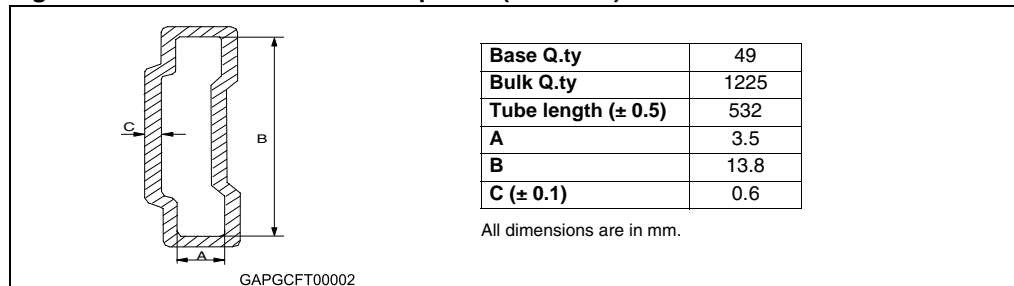 C
B
A
GAPGCFT00002
Base Q.ty 49
Bulk Q.ty 1225
Tube length (± 0.5) 532
A 3.5
B 13.8
C (± 0.1) 0.6
All dimensions are in mm.